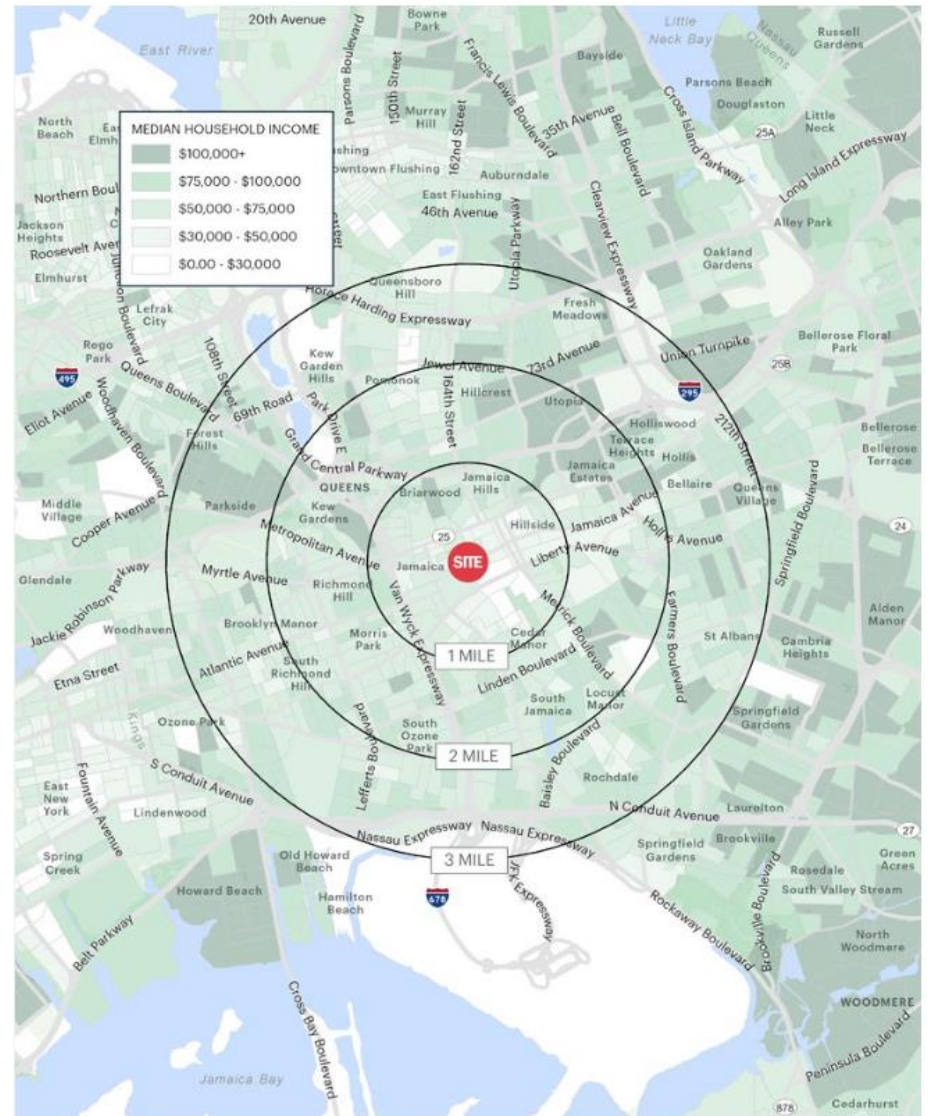 20th Avenue
Bowne
Park
Little
Neck Bay
Nassau
Queens
Russell
Gardens
East River
Parsons Boulevard
150th Street
Francis Lewis Boulevard
Bayside
Parsons Beach
Douglaston
Little
Neck
25A
Cross Island Parkway
Long Island Expressway
North
Beach
MEDIAN HOUSEHOLD INCOME
$100,000+
$75,000 - $100,000
$50,000 - $75,000
$30,000 - $50,000
$0.00 - $30,000
Murray
Hill
162nd Street
35th Avenue
Bell Boulevard
Auburndale
East Flushing
46th Avenue
Utopia Parkway
Clearview Expressway
Alley Park
Oakland
Gardens
Jackson
Heights
Elmhurst
Lefrak
City
Queensboro
Hill
Horace Harding Expressway
Fresh
Meadows
Rego
Park
495
Eliot Avenue
Woodhaven Boulevard
Queens Boulevard
108th Street
69th Road
Kew
Garden
Hills
Park Drive E
Pomonok
Jewel Avenue
164th Street
73rd Avenue
Hillcrest
Utopia
Union Turnpike
295
25B
Bellerose Floral
Park
212th Street
Holliswood
Terrace
Heights
Hollis
Bellerose
Bellerose
Terrace
Forest
Hills
Grand Central Parkway
QUEENS
Briarwood
Jamaica
Hills
Jamaica
Estates
Bellaire
Queens
Village
Springfield Boulevard
Middle
Village
Cooper Avenue
Parkside
Kew
Gardens
Metropolitan Avenue
25
Hillside
Jamaica Avenue
Hollis Avenue
24
Jamaica
SITE
Liberty Avenue
Glendale
Jackie Robinson Parkway
Myrtle Avenue
Richmond
Hill
Van Wyck Expressway
Merrick Boulevard
Farmers Boulevard
Alden
Manor
Woodhaven
Brooklyn Manor
Morris
Park
Cedar
Manor
St Albans
Cambria
Heights
1 MILE
Etna Street
Atlantic Avenue
South
Richmond
Hill
Linden Boulevard
South
Jamaica
Locust
Manor
Kings
Ozone Park
Lefferts Boulevard
South
Ozone
Park
2 MILE
Baisley Boulevard
Springfield
Gardens
East
New
York
Fountain Avenue
S Conduit Avenue
Lindenwood
Rochdale
N Conduit Avenue
Laurelton
27
Nassau Expressway
Nassau Expressway
Springfield
Gardens
Brookville
Green
Acres
Spring
Creek
Old Howard
Beach
3 MILE
Rosedale
South Valley Stream
Howard Beach
Hamilton
Beach
678
JFK Expressway
Rockaway Boulevard
Brookville Boulevard
North
Woodmere
Belt Parkway
Cross Bay Boulevard
WOODMERE
Peninsula Boulevard
Jamaica Bay
878
Cedarhurst